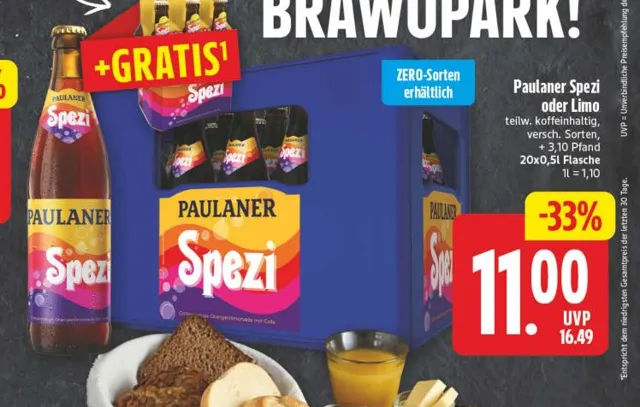 BRAWOPARK!
+GRATIS¹
Spezi
ZERO-Sorten
erhältlich
Paulaner Spezi
oder Limo
teilw. koffeinhaltig,
versch. Sorten,
+ 3,10 Pfand
20x0,5l Flasche
1l = 1,10
-33%
11.00
UVP
16.49
PAULANER
Spezi
PAULANER
Spezi
PAULANER
Spezi
%
UVP = Unverbindliche Preisempfehlung de
*Entspricht dem niedrigsten Gesamtpreis der letzten 30 Tage.